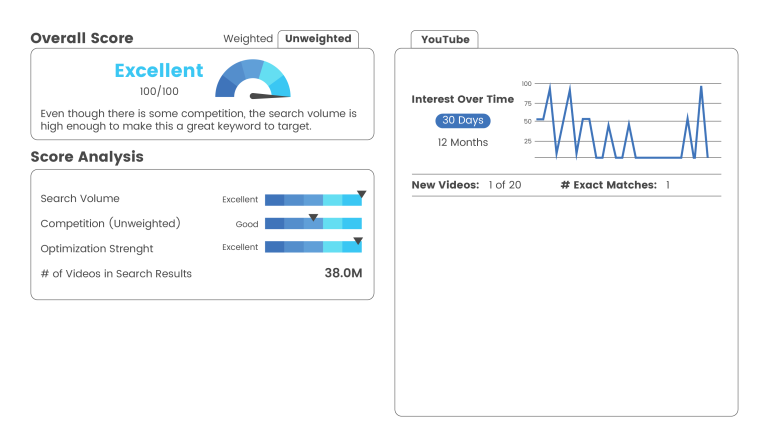 Overall Score
Weighted Unweighted
Excellent
100/100
Even though there is some competition, the search volume is
high enough to make this a great keyword to target.
Score Analysis
Search Volume Excellent
Competition (Unweighted) Good
Optimization Strenght Excellent
# of Videos in Search Results 38.0M
YouTube
Interest Over Time
30 Days
12 Months
100
75
50
25
New Videos: 1 of 20 # Exact Matches: 1